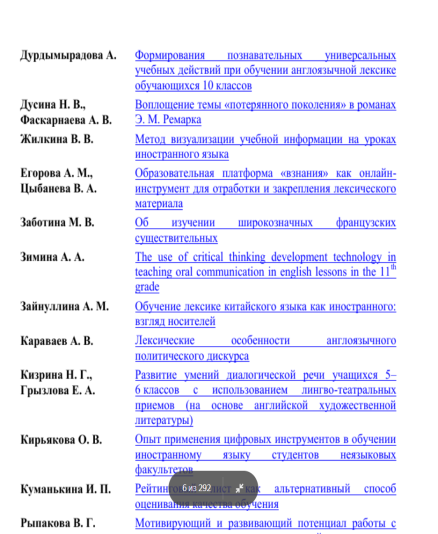 Дурдымырадова А. Формирования познавательных универсальных
учебных действий при обучении англоязычной лексике
обучающихся 10 классов
Дусина Н. В., Воплощение темы «потерянного поколения» в романах
Фаскарнаева А. В. Э. М. Ремарка
Жилкина В. В. Метод визуализации учебной информации на уроках
иностранного языка
Егорова А. М., Образовательная платформа «взнания» как онлайн-
Цыбанева В. А. инструмент для отработки и закрепления лексического
материала
Заботина М. В. Об изучении широкозначных французских
существительных
Зимина А. А. The use of critical thinking development technology in
teaching oral communication in english lessons in the 11th
grade
Зайнуллина А. М. Обучение лексике китайского языка как иностранного:
взгляд носителей
Караваев А. В. Лексические особенности англоязычного
политического дискурса
Кизрина Н. Г., Развитие умений диалогической речи учащихся 5–
Грызлова Е. А. 6 классов с использованием лингво-театральных
приемов (на основе английской художественной
литературы)
Кирьякова О. В. Опыт применения цифровых инструментов в обучении
иностранному языку студентов неязыковых
факультетов
6 из 292
Куманькина И. П. как альтернативный способ
оценивания качества обучения
Рыпакова В. Г. Мотивирующий и развивающий потенциал работы с